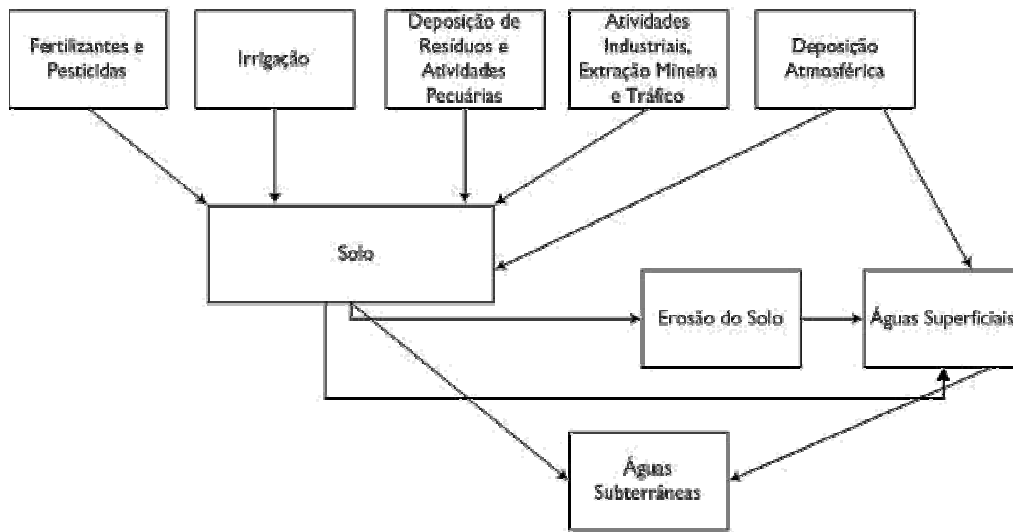 Fertilizantes e
Pesticidas
Irrigação
Deposição de
Resíduos e
Atividades
Pecuárias
Atividades
Industriais,
Extração Mineira
e Tráfico
Deposição
Atmosférica
Solo
Erosão do Solo
Águas Superficiais
Águas
Subterrâneas